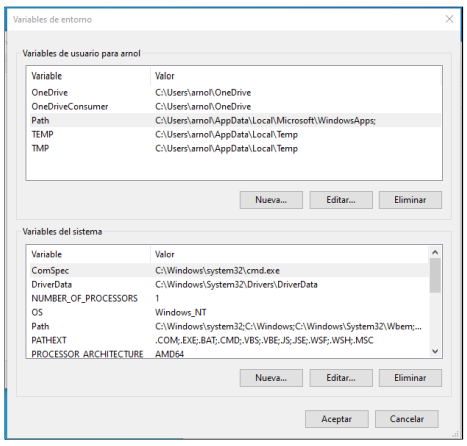 Variables de entorno
Variables de usuario para arnol
Variable Valor
OneDrive C:\Users\arnol\OneDrive
OneDriveConsumer C:\Users\arnol\OneDrive
Path C:\Users\arnol\AppData\Local\Microsoft\WindowsApps;
TEMP C:\Users\arnol\AppData\Local\Temp
TMP C:\Users\arnol\AppData\Local\Temp
Nueva... Editar... Eliminar
Variables del sistema
Variable Valor
ComSpec C:\Windows\system32\cmd.exe
DriverData C:\Windows\System32\Drivers\DriverData
NUMBER_OF_PROCESSORS 1
OS Windows_NT
Path C:\Windows\system32;C:\Windows;C:\Windows\System32\Wbem;...
PATHEXT .COM;.EXE;.BAT;.CMD;.VBS;.VBE;.JS;.JSE;.WSF;.WSH;.MSC
PROCESSOR_ARCHITECTURE AMD64
Nueva... Editar... Eliminar
Aceptar Cancelar